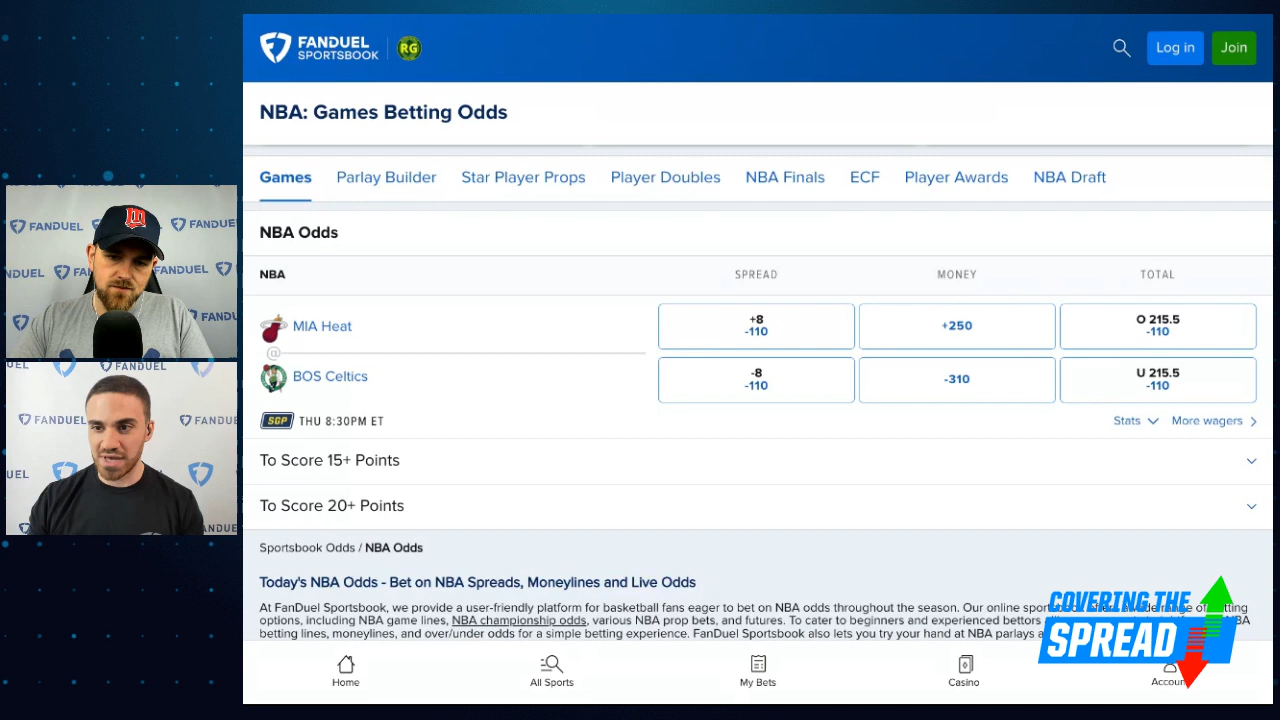 FANDUEL
SPORTSBOOK
RG
Log in
Join
NBA: Games Betting Odds
Games
Parlay Builder
Star Player Props
Player Doubles
NBA Finals
ECF
Player Awards
NBA Draft
NBA Odds
NBA
SPREAD
MONEY
TOTAL
MIA Heat
+8
-110
+250
O 215.5
-110
@
BOS Celtics
-8
-110
-310
U 215.5
-110
SGP
THU 8:30PM ET
Stats
More wagers
To Score 15+ Points
To Score 20+ Points
Sportsbook Odds / NBA Odds
Today's NBA Odds - Bet on NBA Spreads, Moneylines and Live Odds
At FanDuel Sportsbook, we provide a user-friendly platform for basketball fans eager to bet on NBA odds throughout the season. Our online
options, including NBA game lines, NBA championship odds, various NBA prop bets, and futures. To cater to beginners and experienced bettors
betting lines, moneylines, and over/under odds for a simple betting experience. FanDuel Sportsbook also lets you try your hand at NBA parlays
COVERING THE
SPREAD
Home
All Sports
My Bets
Casino
FANDUEL
FANDUEL
FANDUEL
FANDUEL